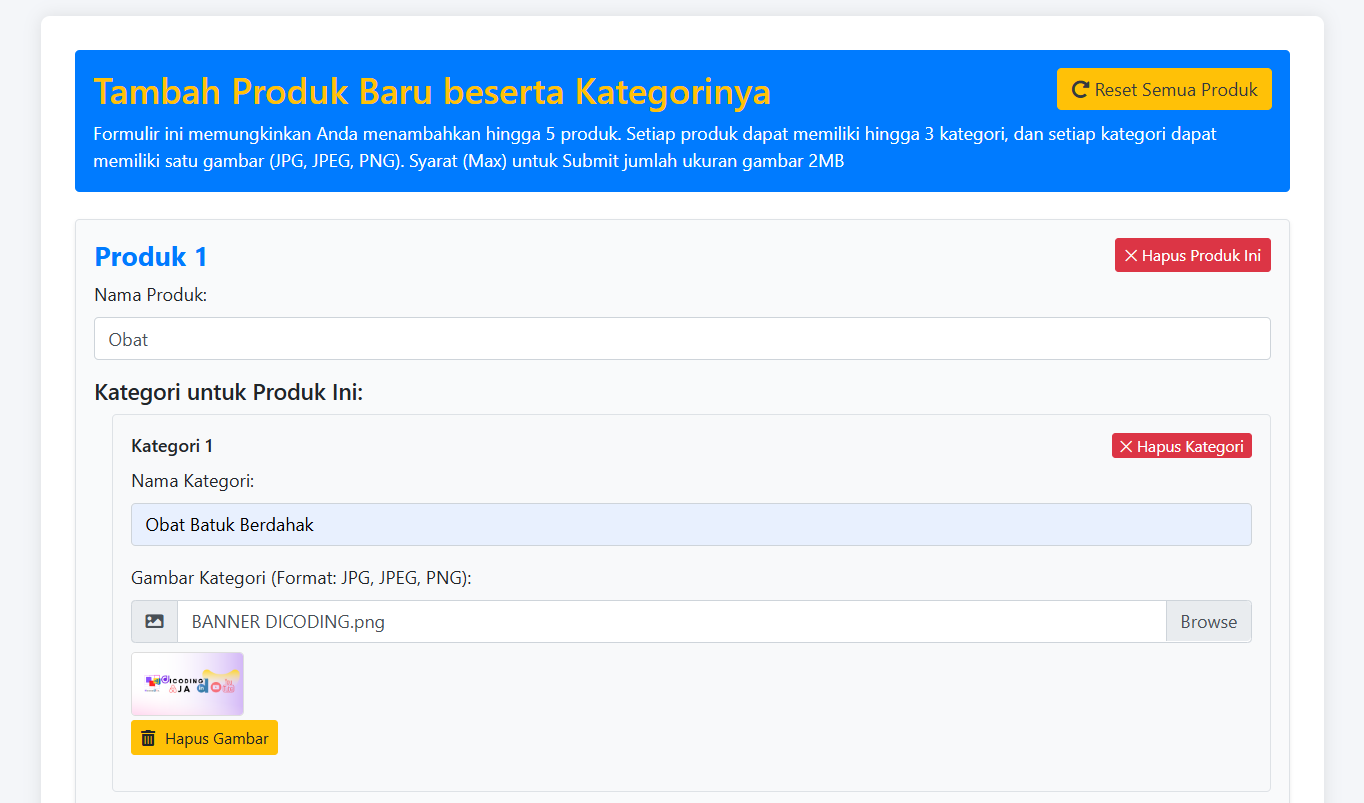 Tambah Produk Baru beserta Kategorinya
Reset Semua Produk
Formulir ini memungkinkan Anda menambahkan hingga 5 produk. Setiap produk dapat memiliki hingga 3 kategori, dan setiap kategori dapat
memiliki satu gambar (JPG, JPEG, PNG). Syarat (Max) untuk Submit jumlah ukuran gambar 2MB
Produk 1
Hapus Produk Ini
Nama Produk:
Obat
Kategori untuk Produk Ini:
Kategori 1
Hapus Kategori
Nama Kategori:
Obat Batuk Berdahak
Gambar Kategori (Format: JPG, JPEG, PNG):
BANNER DICODING.png
Browse
DICODING
AJA
Hapus Gambar